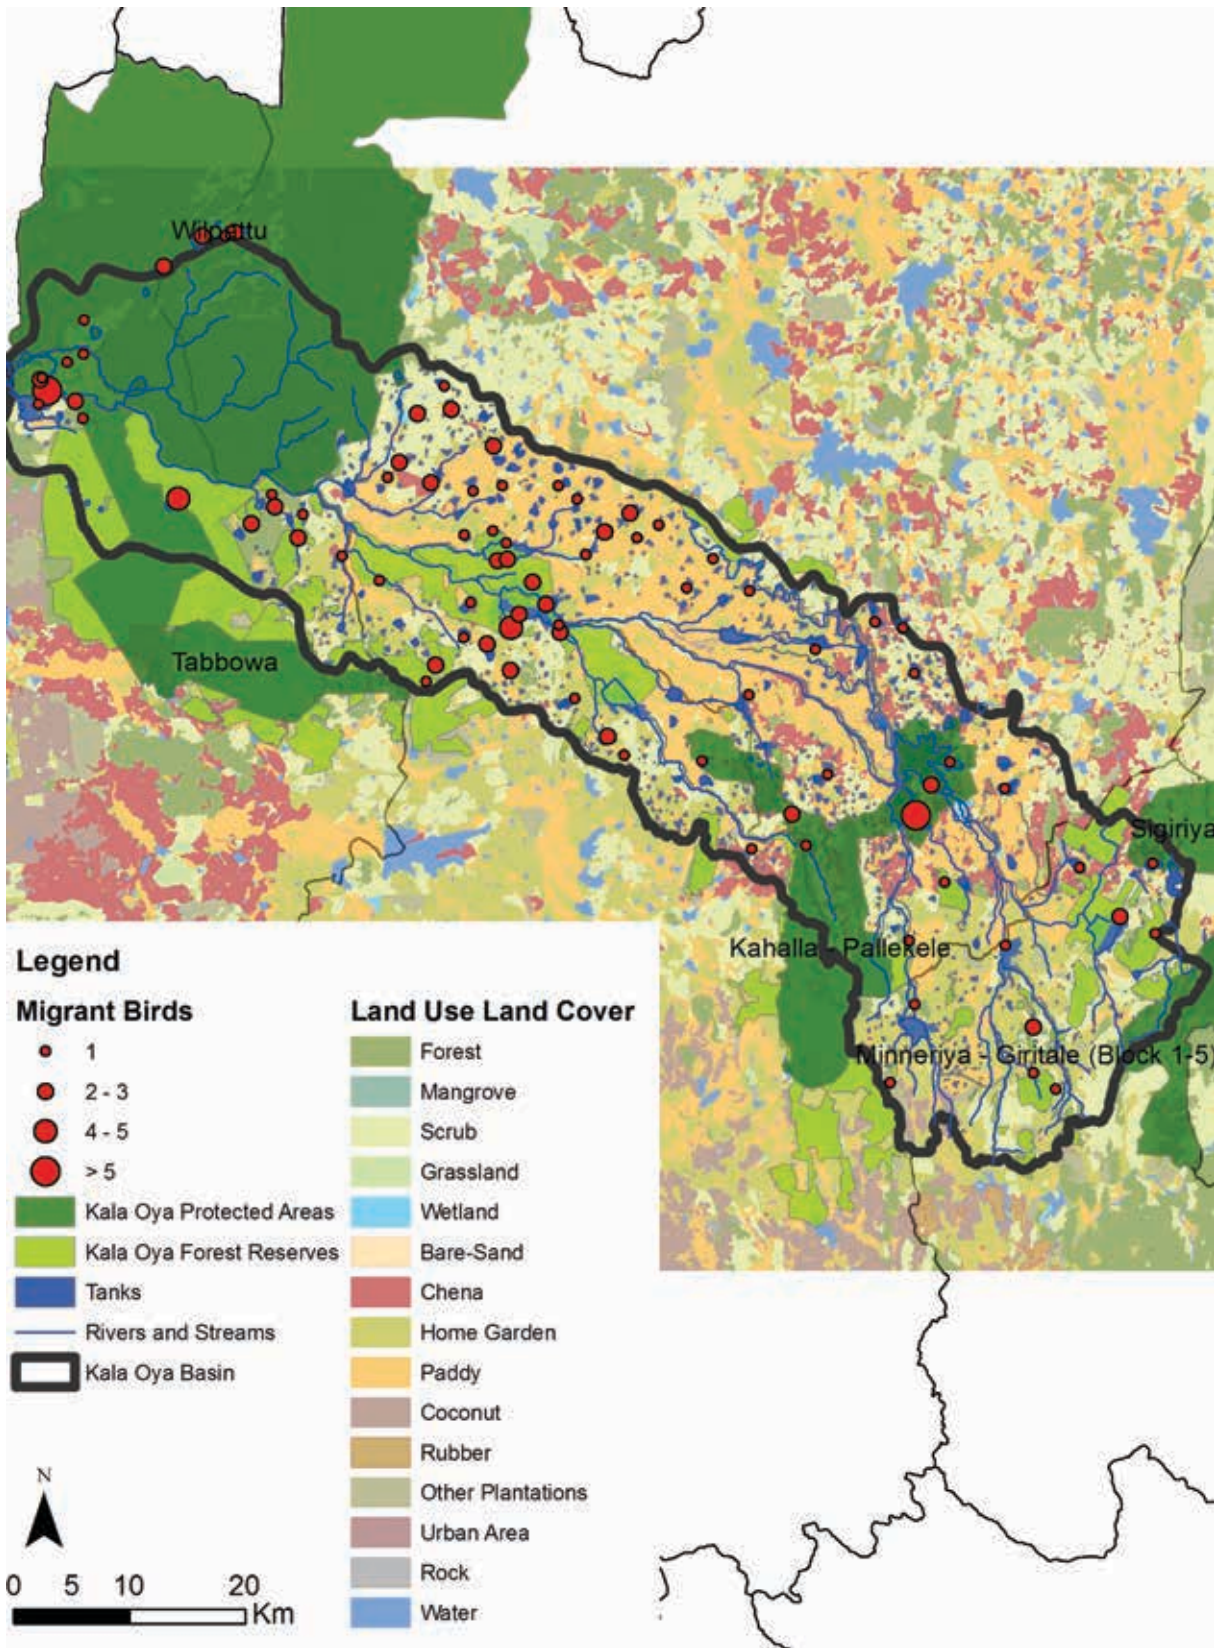 Wilpattu
Tabbowa
Sigiriya
Kahalla - Pallekele
Minneriya - Giritale (Block 1-5)
Legend
Migrant Birds
1
2 - 3
4 - 5
> 5
Kala Oya Protected Areas
Kala Oya Forest Reserves
Tanks
Rivers and Streams
Kala Oya Basin
Land Use Land Cover
Forest
Mangrove
Scrub
Grassland
Wetland
Bare-Sand
Chena
Home Garden
Paddy
Coconut
Rubber
Other Plantations
Urban Area
Rock
Water
N
0 5 10 20
Km